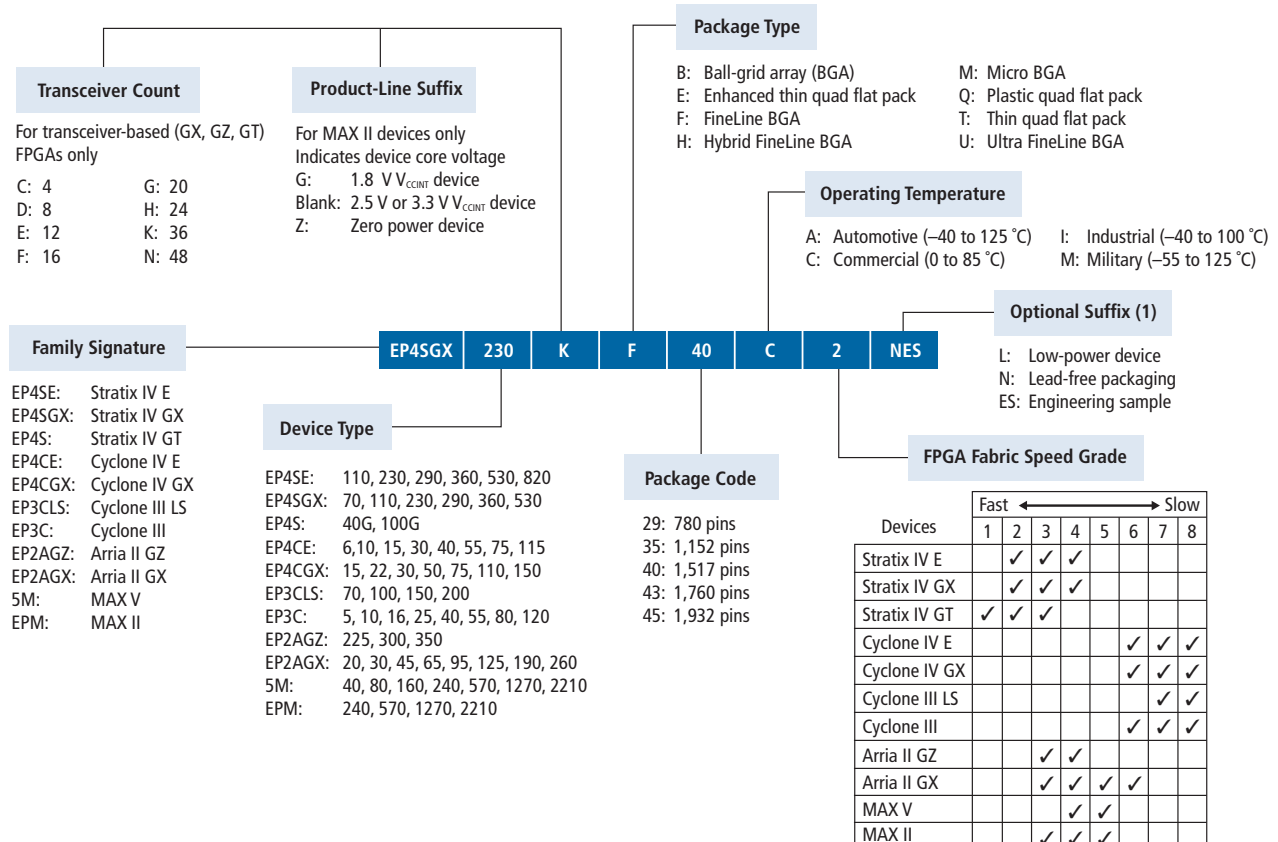 Package Type
B: Ball-grid array (BGA)
E: Enhanced thin quad flat pack
F: FineLine BGA
H: Hybrid FineLine BGA
M: Micro BGA
Q: Plastic quad flat pack
T: Thin quad flat pack
U: Ultra FineLine BGA
Transceiver Count
For transceiver-based (GX, GZ, GT)
FPGAs only
C: 4
D: 8
E: 12
F: 16
G: 20
H: 24
K: 36
N: 48
Product-Line Suffix
For MAX II devices only
Indicates device core voltage
G: 1.8 V VCCINT device
Blank: 2.5 V or 3.3 V VCCINT device
Z: Zero power device
Operating Temperature
A: Automotive (–40 to 125 ˚C)
C: Commercial (0 to 85 ˚C)
I: Industrial (–40 to 100 ˚C)
M: Military (–55 to 125 ˚C)
Optional Suffix (1)
L: Low-power device
N: Lead-free packaging
ES: Engineering sample
EP4SGX 230 K F 40 C 2 NES
Family Signature
EP4SE: Stratix IV E
EP4SGX: Stratix IV GX
EP4S: Stratix IV GT
EP4CE: Cyclone IV E
EP4CGX: Cyclone IV GX
EP3CLS: Cyclone III LS
EP3C: Cyclone III
EP2AGZ: Arria II GZ
EP2AGX: Arria II GX
5M: MAX V
EPM: MAX II
Device Type
EP4SE: 110, 230, 290, 360, 530, 820
EP4SGX: 70, 110, 230, 290, 360, 530
EP4S: 40G, 100G
EP4CE: 6,10, 15, 30, 40, 55, 75, 115
EP4CGX: 15, 22, 30, 50, 75, 110, 150
EP3CLS: 70, 100, 150, 200
EP3C: 5, 10, 16, 25, 40, 55, 80, 120
EP2AGZ: 225, 300, 350
EP2AGX: 20, 30, 45, 65, 95, 125, 190, 260
5M: 40, 80, 160, 240, 570, 1270, 2210
EPM: 240, 570, 1270, 2210
Package Code
29: 780 pins
35: 1,152 pins
40: 1,517 pins
43: 1,760 pins
45: 1,932 pins
FPGA Fabric Speed Grade
Fast Slow
Devices 1 2 3 4 5 6 7 8
Stratix IV E ✓ ✓ ✓
Stratix IV GX ✓ ✓ ✓
Stratix IV GT ✓ ✓ ✓
Cyclone IV E ✓ ✓ ✓
Cyclone IV GX ✓ ✓ ✓
Cyclone III LS ✓ ✓
Cyclone III ✓ ✓ ✓
Arria II GZ ✓ ✓
Arria II GX ✓ ✓ ✓ ✓
MAX V ✓ ✓
MAX II ✓ ✓ ✓